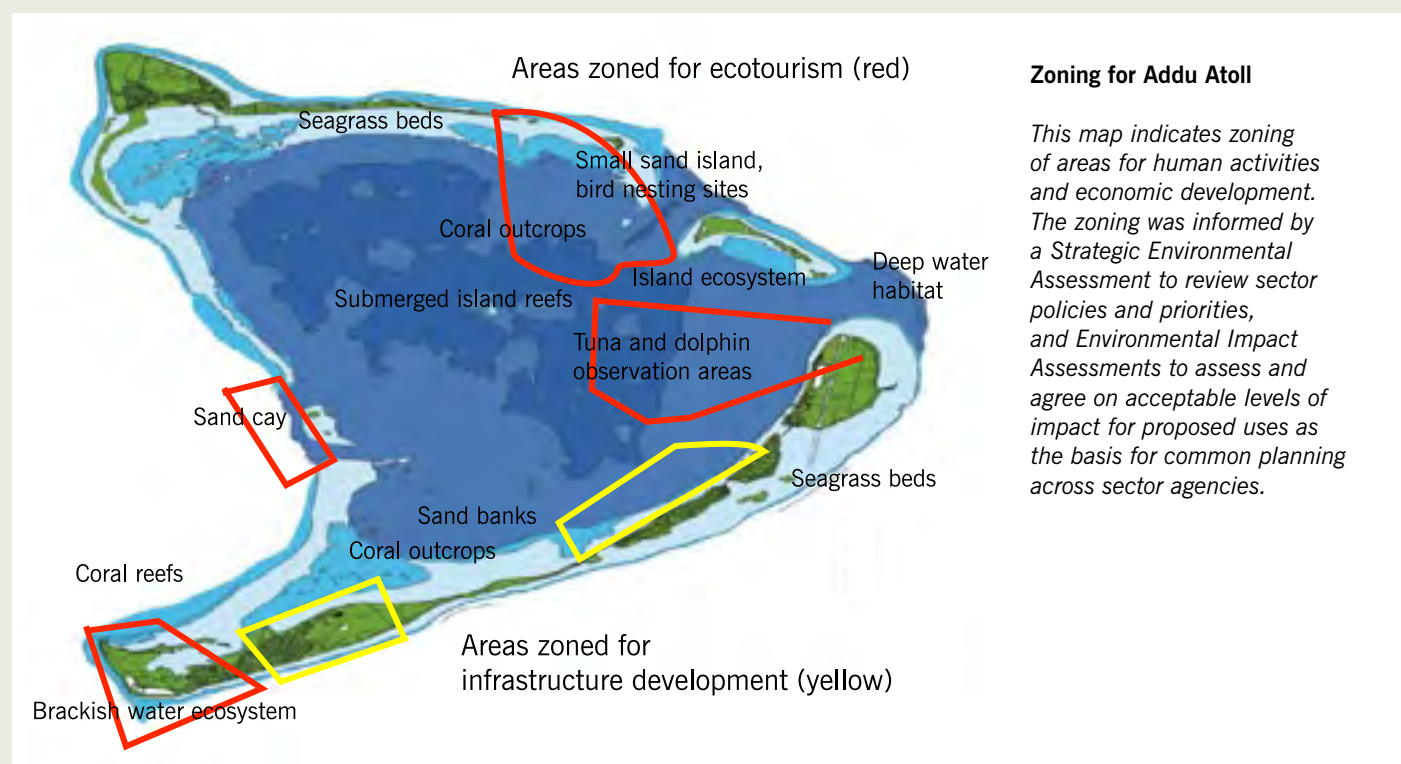 Areas zoned for ecotourism (red)
Seagrass beds
Small sand island,
bird nesting sites
Coral outcrops
Island ecosystem
Deep water
habitat
Submerged island reefs
Tuna and dolphin
observation areas
Sand cay
Seagrass beds
Sand banks
Coral outcrops
Coral reefs
Areas zoned for
infrastructure development (yellow)
Brackish water ecosystem
Zoning for Addu Atoll
This map indicates zoning
of areas for human activities
and economic development.
The zoning was informed by
a Strategic Environmental
Assessment to review sector
policies and priorities,
and Environmental Impact
Assessments to assess and
agree on acceptable levels of
impact for proposed uses as
the basis for common planning
across sector agencies.